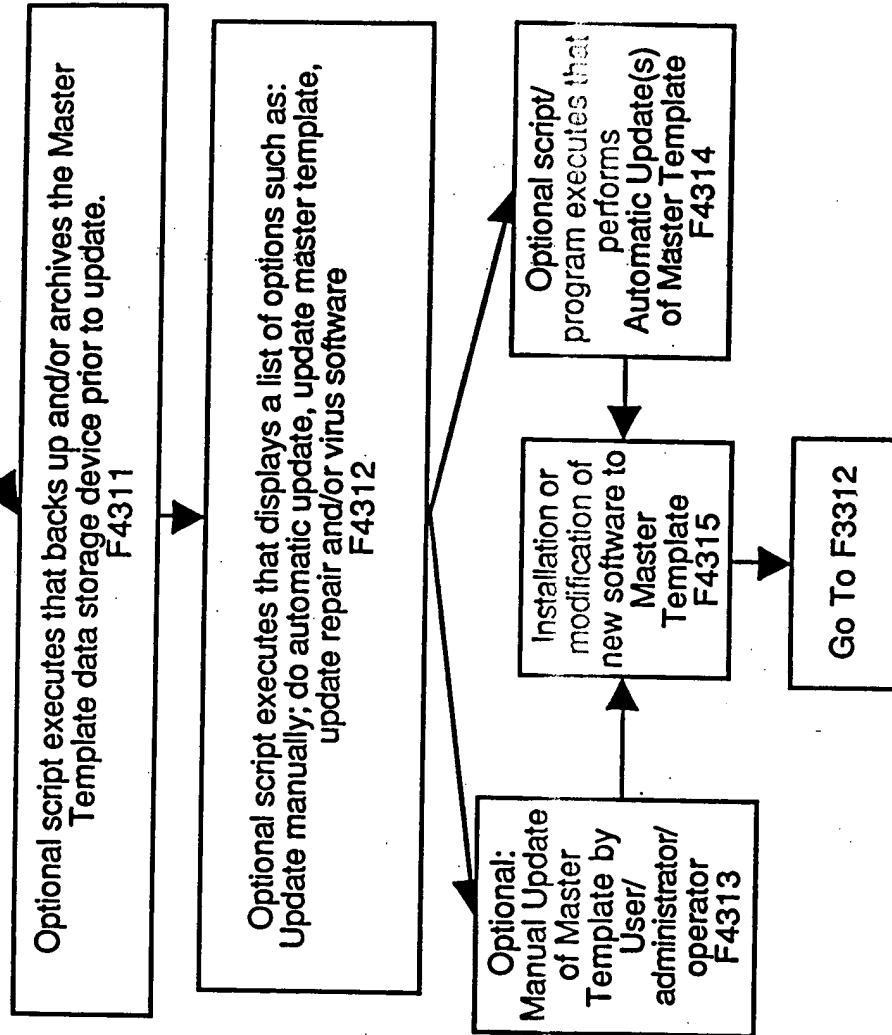 Optional script executes that backs up and/or archives the Master
Template data storage device prior to update.
F4311
Optional script executes that displays a list of options such as:
Update manually; do automatic update, update master template,
update repair and/or virus software
F4312
Optional:
Manual Update
of Master
Template by
User/
administrator/
operator
F4313
Installation or
modification of
new software to
Master
Template
F4315
Optional script/
program executes that
performs
Automatic Update(s)
of Master Template
F4314
Go To F3312